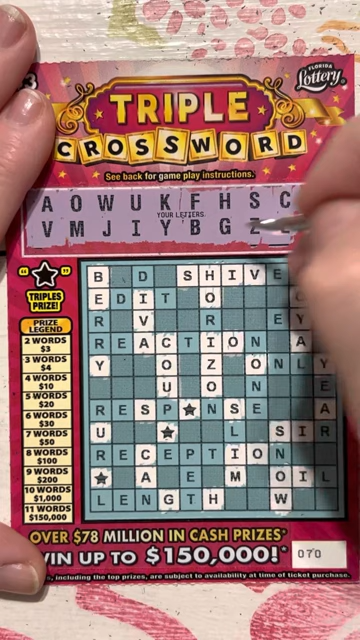 FLORIDA
Lottery
TRIPLE
CROSSWORD
See back for game play instructions.
A O W U K F H S C
YOUR LETTERS
V M J I Y B G Z
TRIPLES
PRIZE!
PRIZE
LEGEND
2 WORDS
$3
3 WORDS
$4
4 WORDS
$10
5 WORDS
$20
6 WORDS
$30
7 WORDS
$50
8 WORDS
$100
9 WORDS
$200
10 WORDS
$1,000
11 WORDS
$150,000
B D S H I V E
E D I T O
R V R E Y
R E A C T I O N A
Y O Z O N L Y
U O N E
R E S P N S E A
U L S I R
R E C E P T I O N
A E M O I L
L E N G T H W
OVER $78 MILLION IN CASH PRIZES*
WIN UP TO $150,000!*
070
, including the top prizes, are subject to availability at time of ticket purchase.